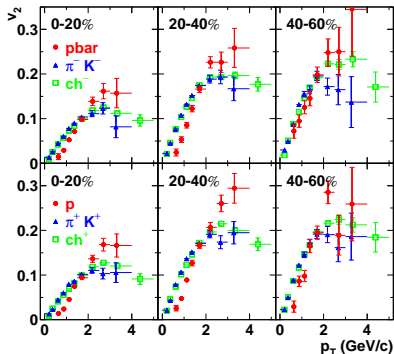 v₂
0-20% 20-40% 40-60%
0.3
pbar
π⁻ K⁻
0.2
ch⁻
0.1
0
0-20% 20-40% 40-60%
0.3
p
π⁺ K⁺
0.2
ch⁺
0.1
0
0 2 4 0 2 4 0 2 4
p_T (GeV/c)